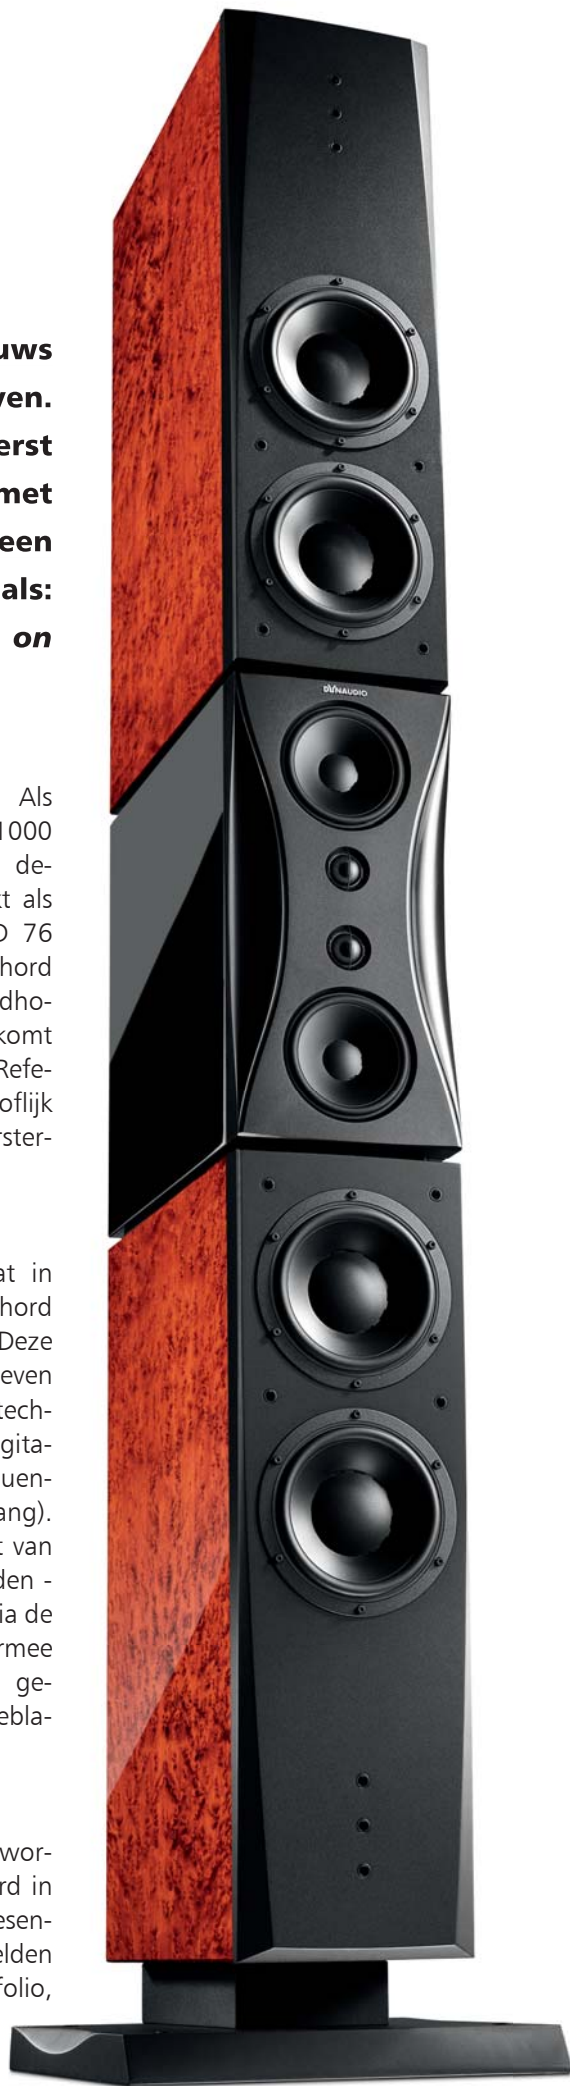 uws
ven.
erst
met
een
als:
on
DYNAUDIO
Als
1000
de-
kt als
D 76
hord
dho-
komt
Refe-
oflijk
rster-
at in
hord
Deze
even
tech-
gita-
uen-
ang).
t van
den -
ia de
rmee
ge-
ebla-
wor-
rd in
esen-
elden
folio,